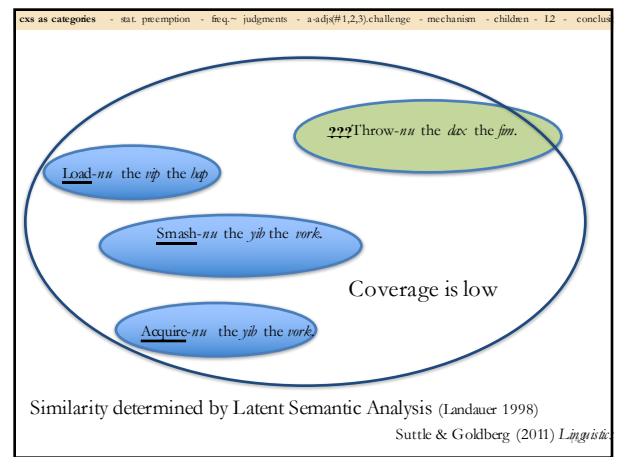 cxs as categories - stat. preemption - freq.~ judgments - a-adjs(#1,2,3).challenge - mechanism - children - L2 - conclusi
???Throw-nu the dax the fim.
Load-nu the vip the hap
Smash-nu the yib the vork.
Coverage is low
Acquire-nu the yib the vork.
Similarity determined by Latent Semantic Analysis (Landauer 1998)
Suttle & Goldberg (2011) Linguistics